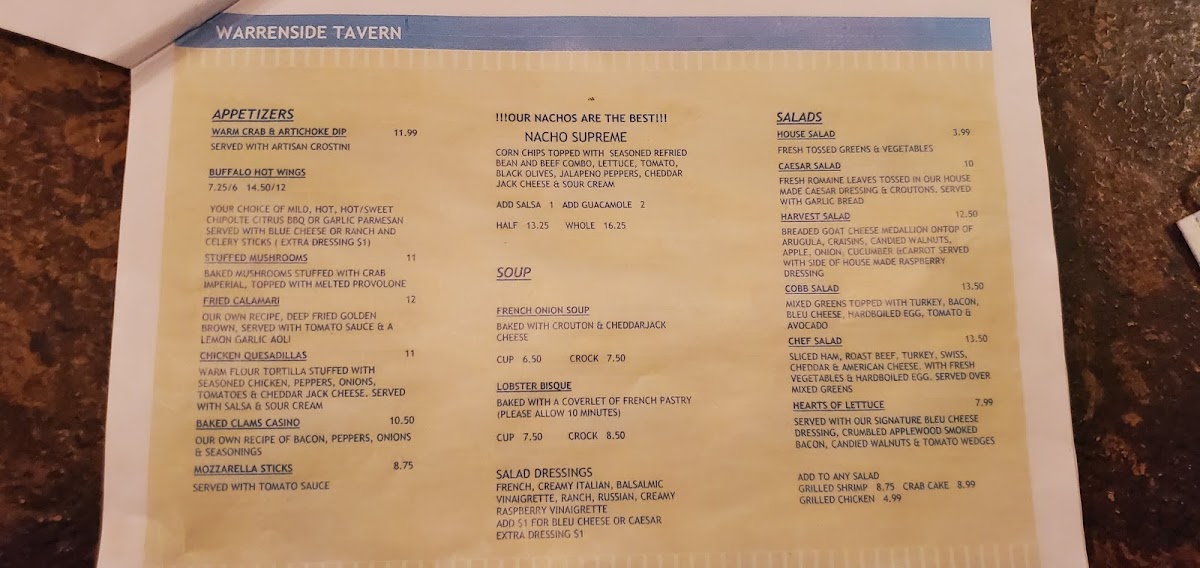 WARRENSIDE TAVERN
APPETIZERS
WARM CRAB & ARTICHOKE DIP 11.99
SERVED WITH ARTISAN CROSTINI
BUFFALO HOT WINGS
7.25/6 14.50/12
YOUR CHOICE OF MILD, HOT, HOT/SWEET
CHIPOLTE CITRUS BBQ OR GARLIC PARMESAN
SERVED WITH BLUE CHEESE OR RANCH AND
CELERY STICKS ( EXTRA DRESSING $1)
STUFFED MUSHROOMS 11
BAKED MUSHROOMS STUFFED WITH CRAB
IMPERIAL, TOPPED WITH MELTED PROVOLONE
FRIED CALAMARI 12
OUR OWN RECIPE, DEEP FRIED GOLDEN
BROWN, SERVED WITH TOMATO SAUCE & A
LEMON GARLIC AOLI
CHICKEN QUESADILLAS 11
WARM FLOUR TORTILLA STUFFED WITH
SEASONED CHICKEN, PEPPERS, ONIONS,
TOMATOES & CHEDDAR JACK CHEESE. SERVED
WITH SALSA & SOUR CREAM
BAKED CLAMS CASINO 10.50
OUR OWN RECIPE OF BACON, PEPPERS, ONIONS
& SEASONINGS
MOZZARELLA STICKS 8.75
SERVED WITH TOMATO SAUCE
!!!OUR NACHOS ARE THE BEST!!!
NACHO SUPREME
CORN CHIPS TOPPED WITH SEASONED REFRIED
BEAN AND BEEF COMBO, LETTUCE, TOMATO,
BLACK OLIVES, JALAPENO PEPPERS, CHEDDAR
JACK CHEESE & SOUR CREAM
ADD SALSA 1 ADD GUACAMOLE 2
HALF 13.25 WHOLE 16.25
SOUP
FRENCH ONION SOUP
BAKED WITH CROUTON & CHEDDARJACK
CHEESE
CUP 6.50 CROCK 7.50
LOBSTER BISQUE
BAKED WITH A COVERLET OF FRENCH PASTRY
(PLEASE ALLOW 10 MINUTES)
CUP 7.50 CROCK 8.50
SALAD DRESSINGS
FRENCH, CREAMY ITALIAN, BALSALMIC
VINAIGRETTE, RANCH, RUSSIAN, CREAMY
RASPBERRY VINAIGRETTE
ADD $1 FOR BLEU CHEESE OR CAESAR
EXTRA DRESSING $1
SALADS
HOUSE SALAD 3.99
FRESH TOSSED GREENS & VEGETABLES
CAESAR SALAD 10
FRESH ROMAINE LEAVES TOSSED IN OUR HOUSE
MADE CAESAR DRESSING & CROUTONS. SERVED
WITH GARLIC BREAD
HARVEST SALAD 12.50
BREADED GOAT CHEESE MEDALLION ONTOP OF
ARUGULA, CRAISINS, CANDIED WALNUTS,
APPLE, ONION, CUCUMBER &CARROT SERVED
WITH SIDE OF HOUSE MADE RASPBERRY
DRESSING
COBB SALAD 13.50
MIXED GREENS TOPPED WITH TURKEY, BACON,
BLEU CHEESE, HARDBOILED EGG, TOMATO &
AVOCADO
CHEF SALAD 13.50
SLICED HAM, ROAST BEEF, TURKEY, SWISS,
CHEDDAR & AMERICAN CHEESE. WITH FRESH
VEGETABLES & HARDBOILED EGG. SERVED OVER
MIXED GREENS
HEARTS OF LETTUCE 7.99
SERVED WITH OUR SIGNATURE BLEU CHEESE
DRESSING, CRUMBLED APPLEWOOD SMOKED
BACON, CANDIED WALNUTS & TOMATO WEDGES
ADD TO ANY SALAD
GRILLED SHRIMP 8.75 CRAB CAKE 8.99
GRILLED CHICKEN 4.99